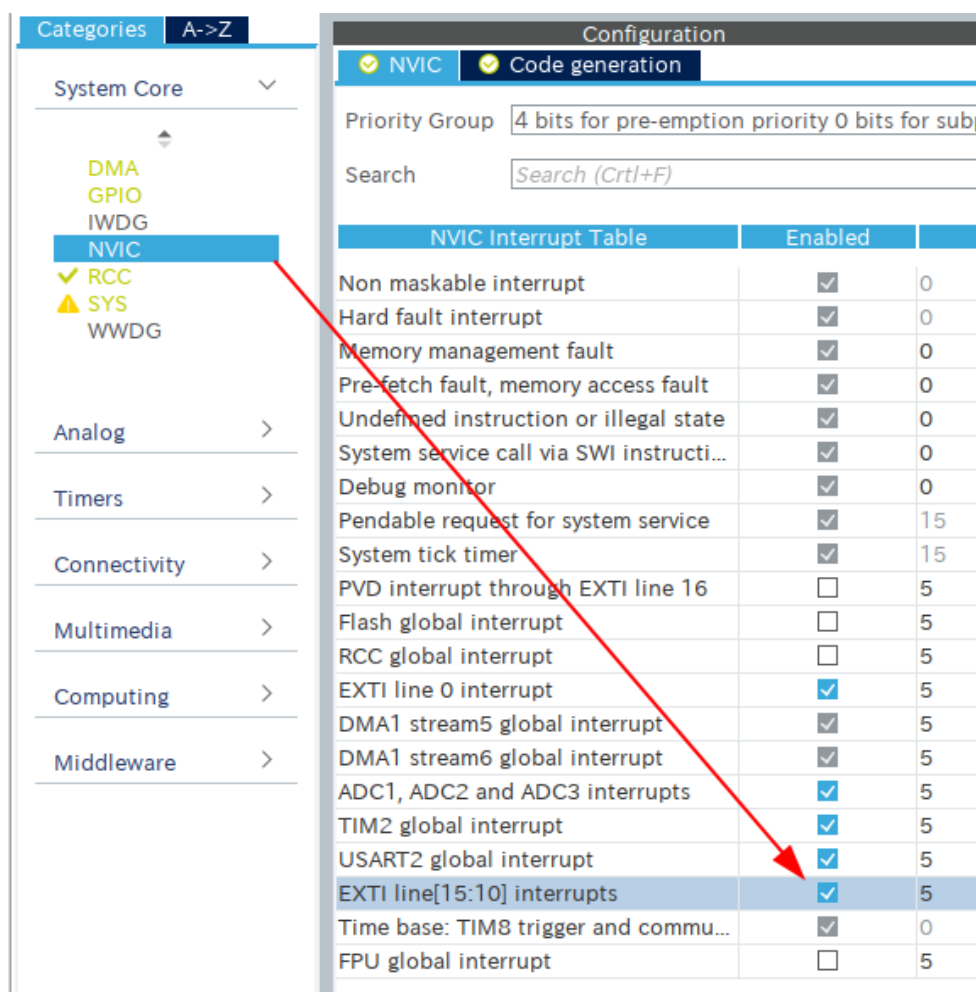 Categories A->Z
System Core
DMA
GPIO
IWDG
NVIC
RCC
SYS
WWDG
Analog
Timers
Connectivity
Multimedia
Computing
Middleware
Configuration
NVIC Code generation
Priority Group 4 bits for pre-emption priority 0 bits for subp
Search Search (Crtl+F)
NVIC Interrupt Table Enabled
Non maskable interrupt 0
Hard fault interrupt 0
Memory management fault 0
Pre-fetch fault, memory access fault 0
Undefined instruction or illegal state 0
System service call via SWI instructi... 0
Debug monitor 0
Pendable request for system service 15
System tick timer 15
PVD interrupt through EXTI line 16 5
Flash global interrupt 5
RCC global interrupt 5
EXTI line 0 interrupt 5
DMA1 stream5 global interrupt 5
DMA1 stream6 global interrupt 5
ADC1, ADC2 and ADC3 interrupts 5
TIM2 global interrupt 5
USART2 global interrupt 5
EXTI line[15:10] interrupts 5
Time base: TIM8 trigger and commu... 0
FPU global interrupt 5